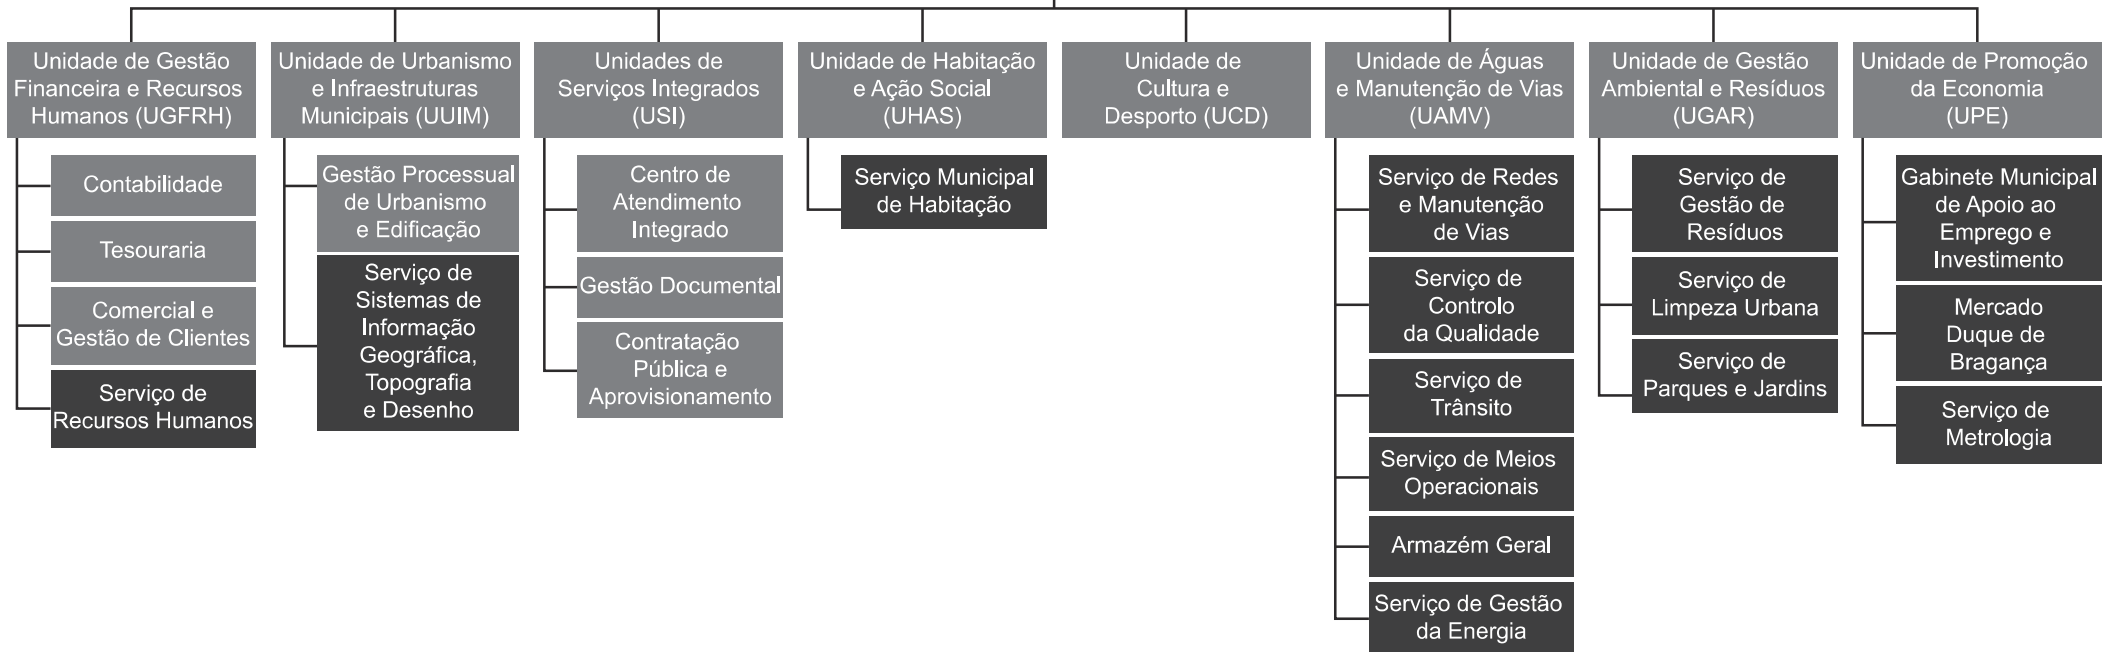 Unidade de Gestão
Financeira e Recursos
Humanos (UGFRH)
Contabilidade
Tesouraria
Comercial e
Gestão de Clientes
Serviço de
Recursos Humanos
Unidade de Urbanismo
e Infraestruturas
Municipais (UUIM)
Gestão Processual
de Urbanismo
e Edificação
Serviço de
Sistemas de
Informação
Geográfica,
Topografia
e Desenho
Unidades de
Serviços Integrados
(USI)
Centro de
Atendimento
Integrado
Gestão Documental
Contratação
Pública e
Aprovisionamento
Unidade de Habitação
e Ação Social
(UHAS)
Serviço Municipal
de Habitação
Unidade de
Cultura e
Desporto (UCD)
Unidade de Águas
e Manutenção de Vias
(UAMV)
Serviço de Redes
e Manutenção
de Vias
Serviço de
Controlo
da Qualidade
Serviço de
Trânsito
Serviço de Meios
Operacionais
Armazém Geral
Serviço de Gestão
da Energia
Unidade de Gestão
Ambiental e Resíduos
(UGAR)
Serviço de
Gestão de
Resíduos
Serviço de
Limpeza Urbana
Serviço de
Parques e Jardins
Unidade de Promoção
da Economia
(UPE)
Gabinete Municipal
de Apoio ao
Emprego e
Investimento
Mercado
Duque de
Bragança
Serviço de
Metrologia